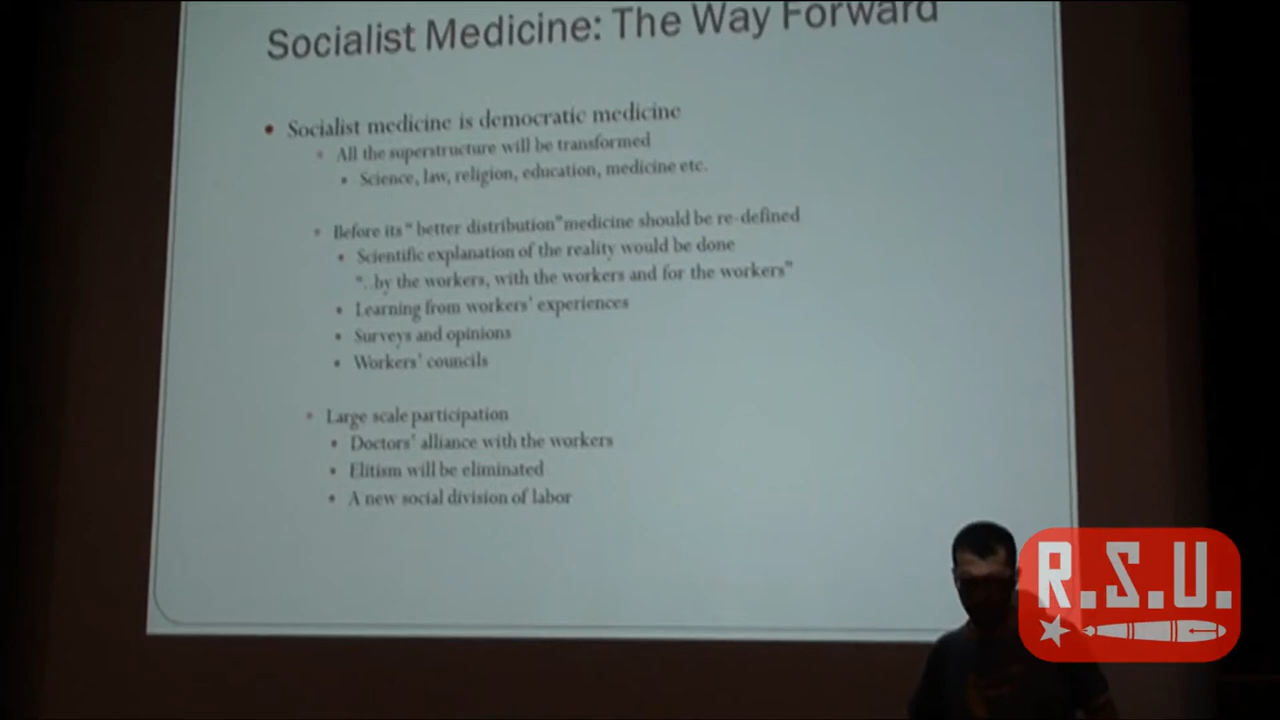 Socialist Medicine: The Way Forward
• Socialist medicine is democratic medicine
• All the superstructure will be transformed
• Science, law, religion, education, medicine etc.
• Before its “ better distribution” medicine should be re-defined
• Scientific explanation of the reality would be done
“..by the workers, with the workers and for the workers”
• Learning from workers’ experiences
• Surveys and opinions
• Workers’ councils
• Large scale participation
• Doctors’ alliance with the workers
• Elitism will be eliminated
• A new social division of labor
R.S.U.